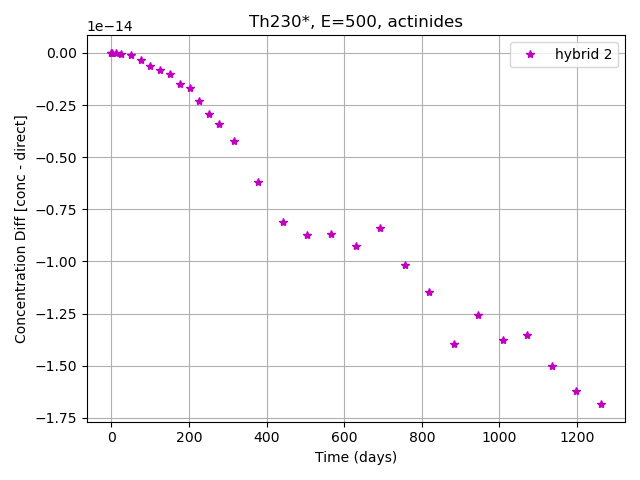 Th230*, E=500, actinides
1e−14
hybrid 2
0.00
−0.25
−0.50
−0.75
−1.00
−1.25
−1.50
−1.75
Concentration Diff [conc - direct]
0 200 400 600 800 1000 1200
Time (days)